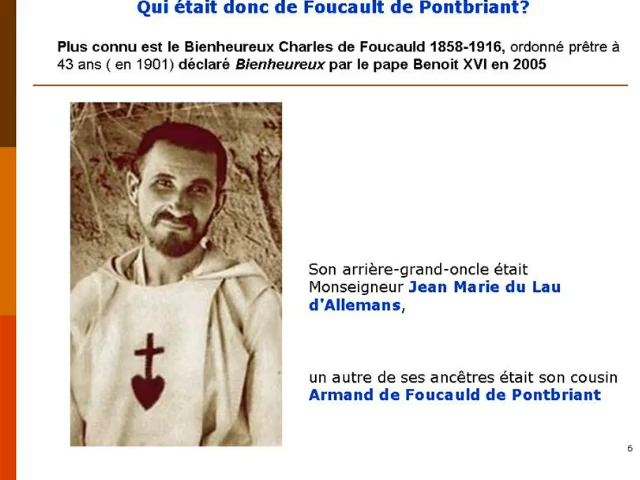 Qui était donc de Foucault de Pontbriant?
Plus connu est le Bienheureux Charles de Foucauld 1858-1916, ordonné prêtre à
43 ans ( en 1901) déclaré Bienheureux par le pape Benoit XVI en 2005
Son arrière-grand-oncle était
Monseigneur Jean Marie du Lau
d'Allemans,
un autre de ses ancêtres était son cousin
Armand de Foucauld de Pontbriant
6